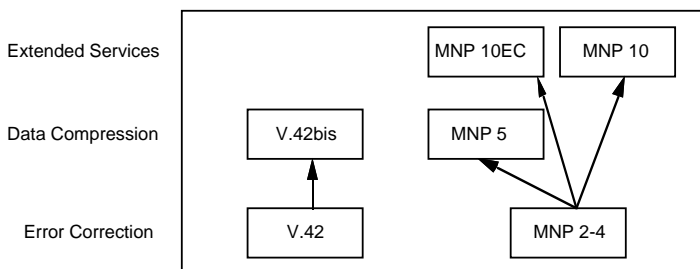 Extended Services
MNP 10EC
MNP 10
Data Compression
V.42bis
MNP 5
Error Correction
V.42
MNP 2-4